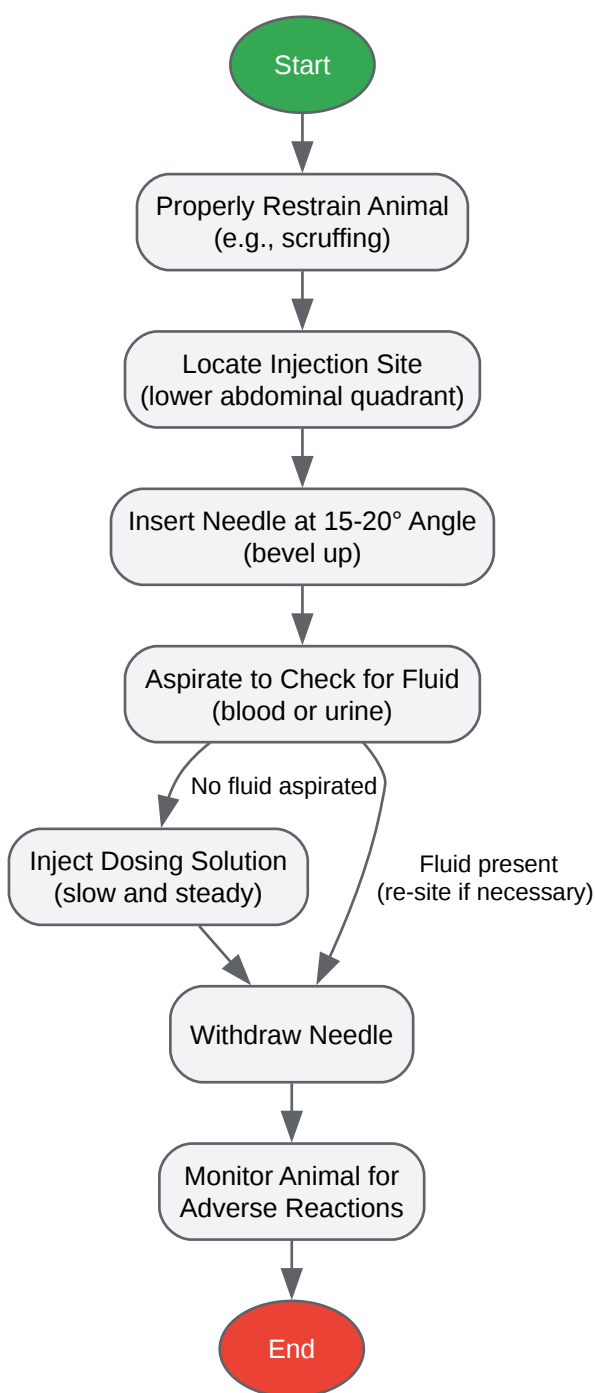 Start
Properly Restrain Animal
(e.g., scruffing)
Locate Injection Site
(lower abdominal quadrant)
Insert Needle at 15-20° Angle
(bevel up)
Aspirate to Check for Fluid
(blood or urine)
No fluid aspirated
Inject Dosing Solution
(slow and steady)
Fluid present
(re-site if necessary)
Withdraw Needle
Monitor Animal for
Adverse Reactions
End